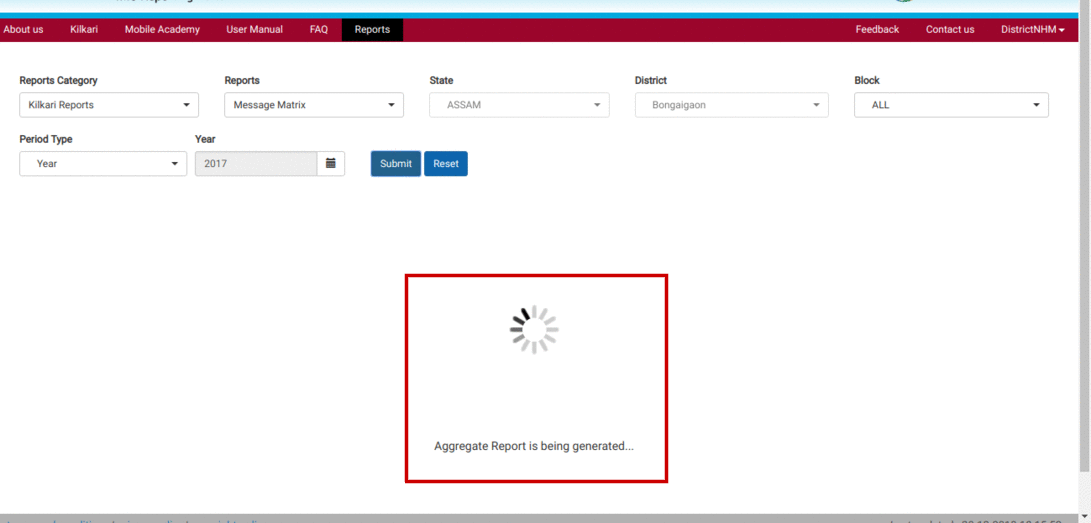 About us Kilkari Mobile Academy User Manual FAQ Reports Feedback Contact us DistrictNHM
Reports Category Reports State District Block
Kilkari Reports Message Matrix ASSAM Bongaigaon ALL
Period Type Year
Year 2017 Submit Reset
Aggregate Report is being generated...